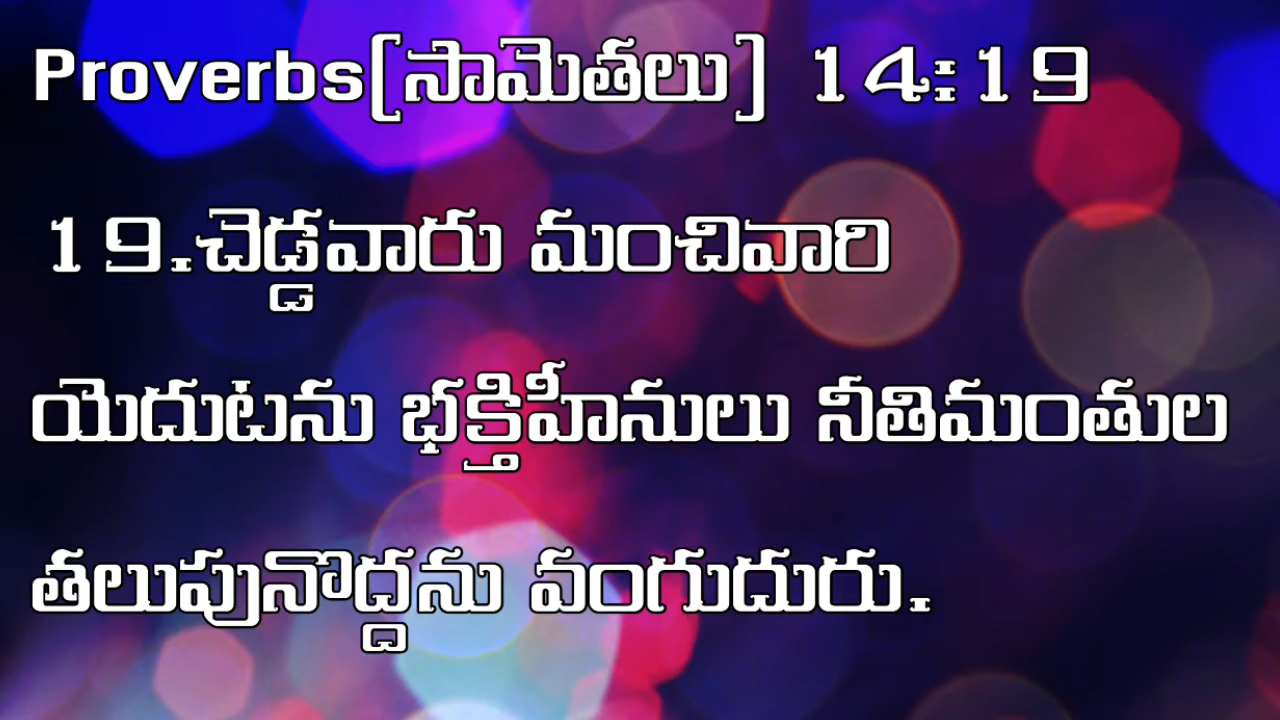 Proverbs[సామెతలు] 14:19
19.చెడ్డవారు మంచివారి
యెదుటను భక్తిహీనులు నీతిమంతుల
తలుపునొద్దను వంగుదురు.